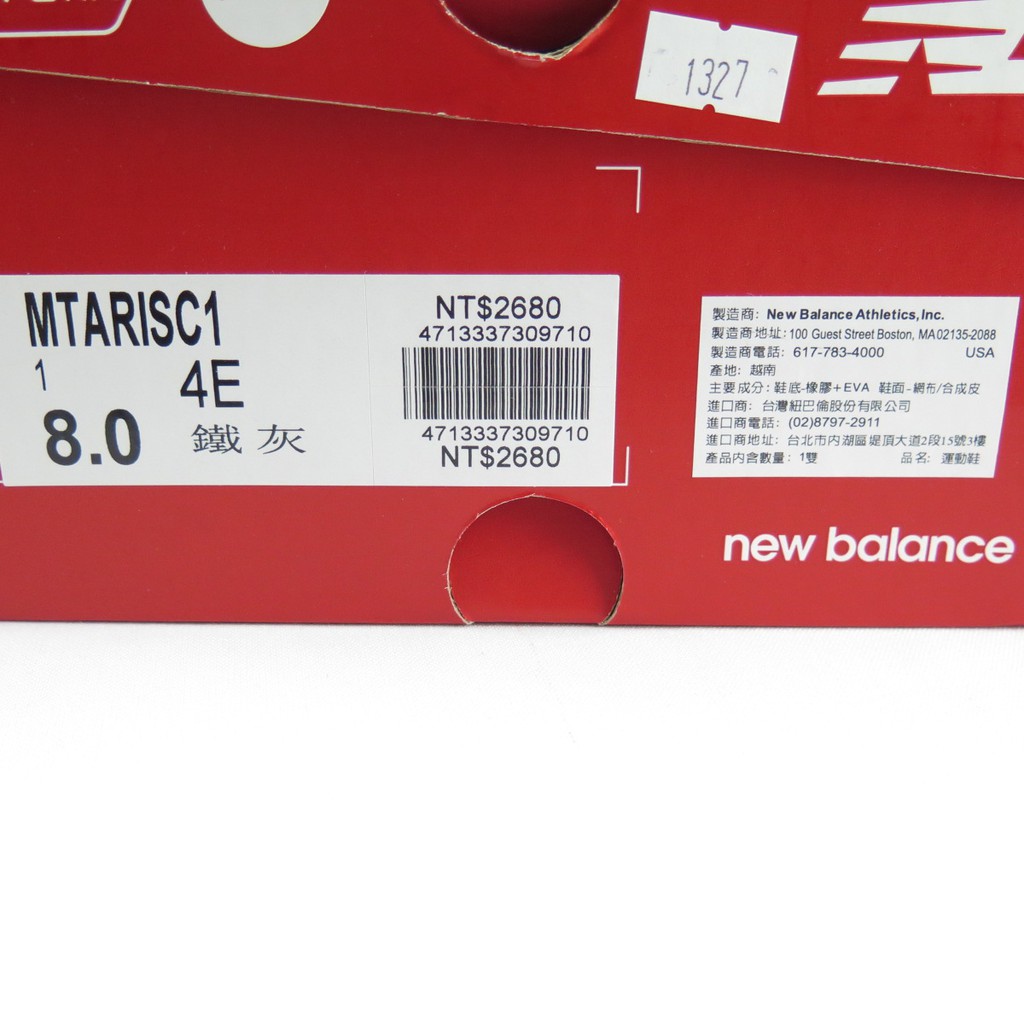 1327
MTARISC1
1
4E
8.0
鐵灰
NT$2680
4713337309710
4713337309710
NT$2680
製造商: New Balance Athletics, Inc.
製造商地址: 100 Guest Street Boston, MA 02135-2088
製造商電話: 617-783-4000 USA
產地: 越南
主要成分: 鞋底-橡膠+EVA 鞋面-網布/合成皮
進口商: 台灣紐巴倫股份有限公司
進口商電話: (02)8797-2911
進口商地址: 台北市內湖區堤頂大道2段15號3樓
產品內含數量: 1雙 品名: 運動鞋
new balance